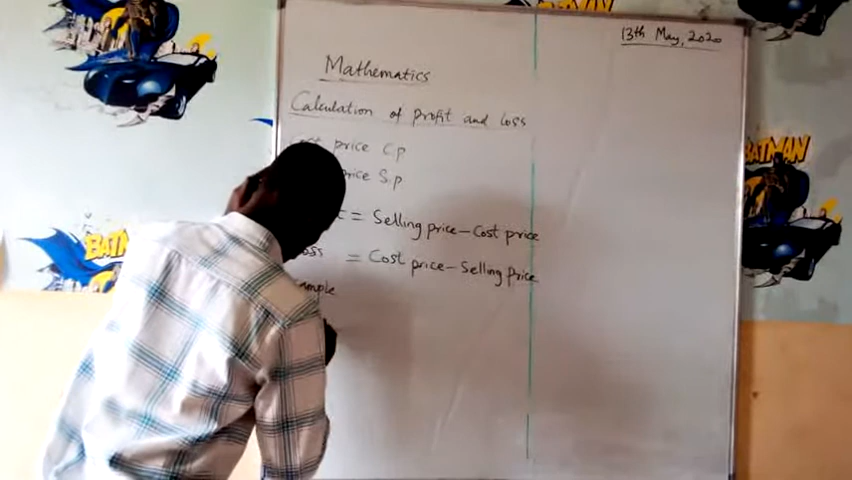 13th May, 2020
Mathematics
Calculation of profit and loss
price C.p
price S.p
= Selling price – Cost price
= Cost price – Selling price
BATMAN